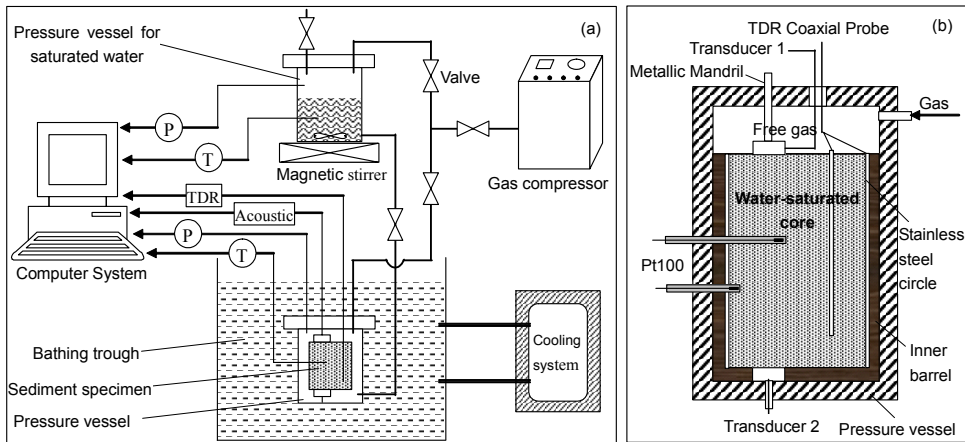 (a)
Pressure vessel for
saturated water
Valve
P
T
Magnetic stirrer
Gas compressor
TDR
Acoustic
P
T
Computer System
Bathing trough
Sediment specimen
Pressure vessel
Cooling
system
(b)
TDR Coaxial Probe
Transducer 1
Metallic Mandril
Gas
Free gas
Water-saturated
core
Stainless
steel
circle
Pt100
Inner
barrel
Transducer 2
Pressure vessel